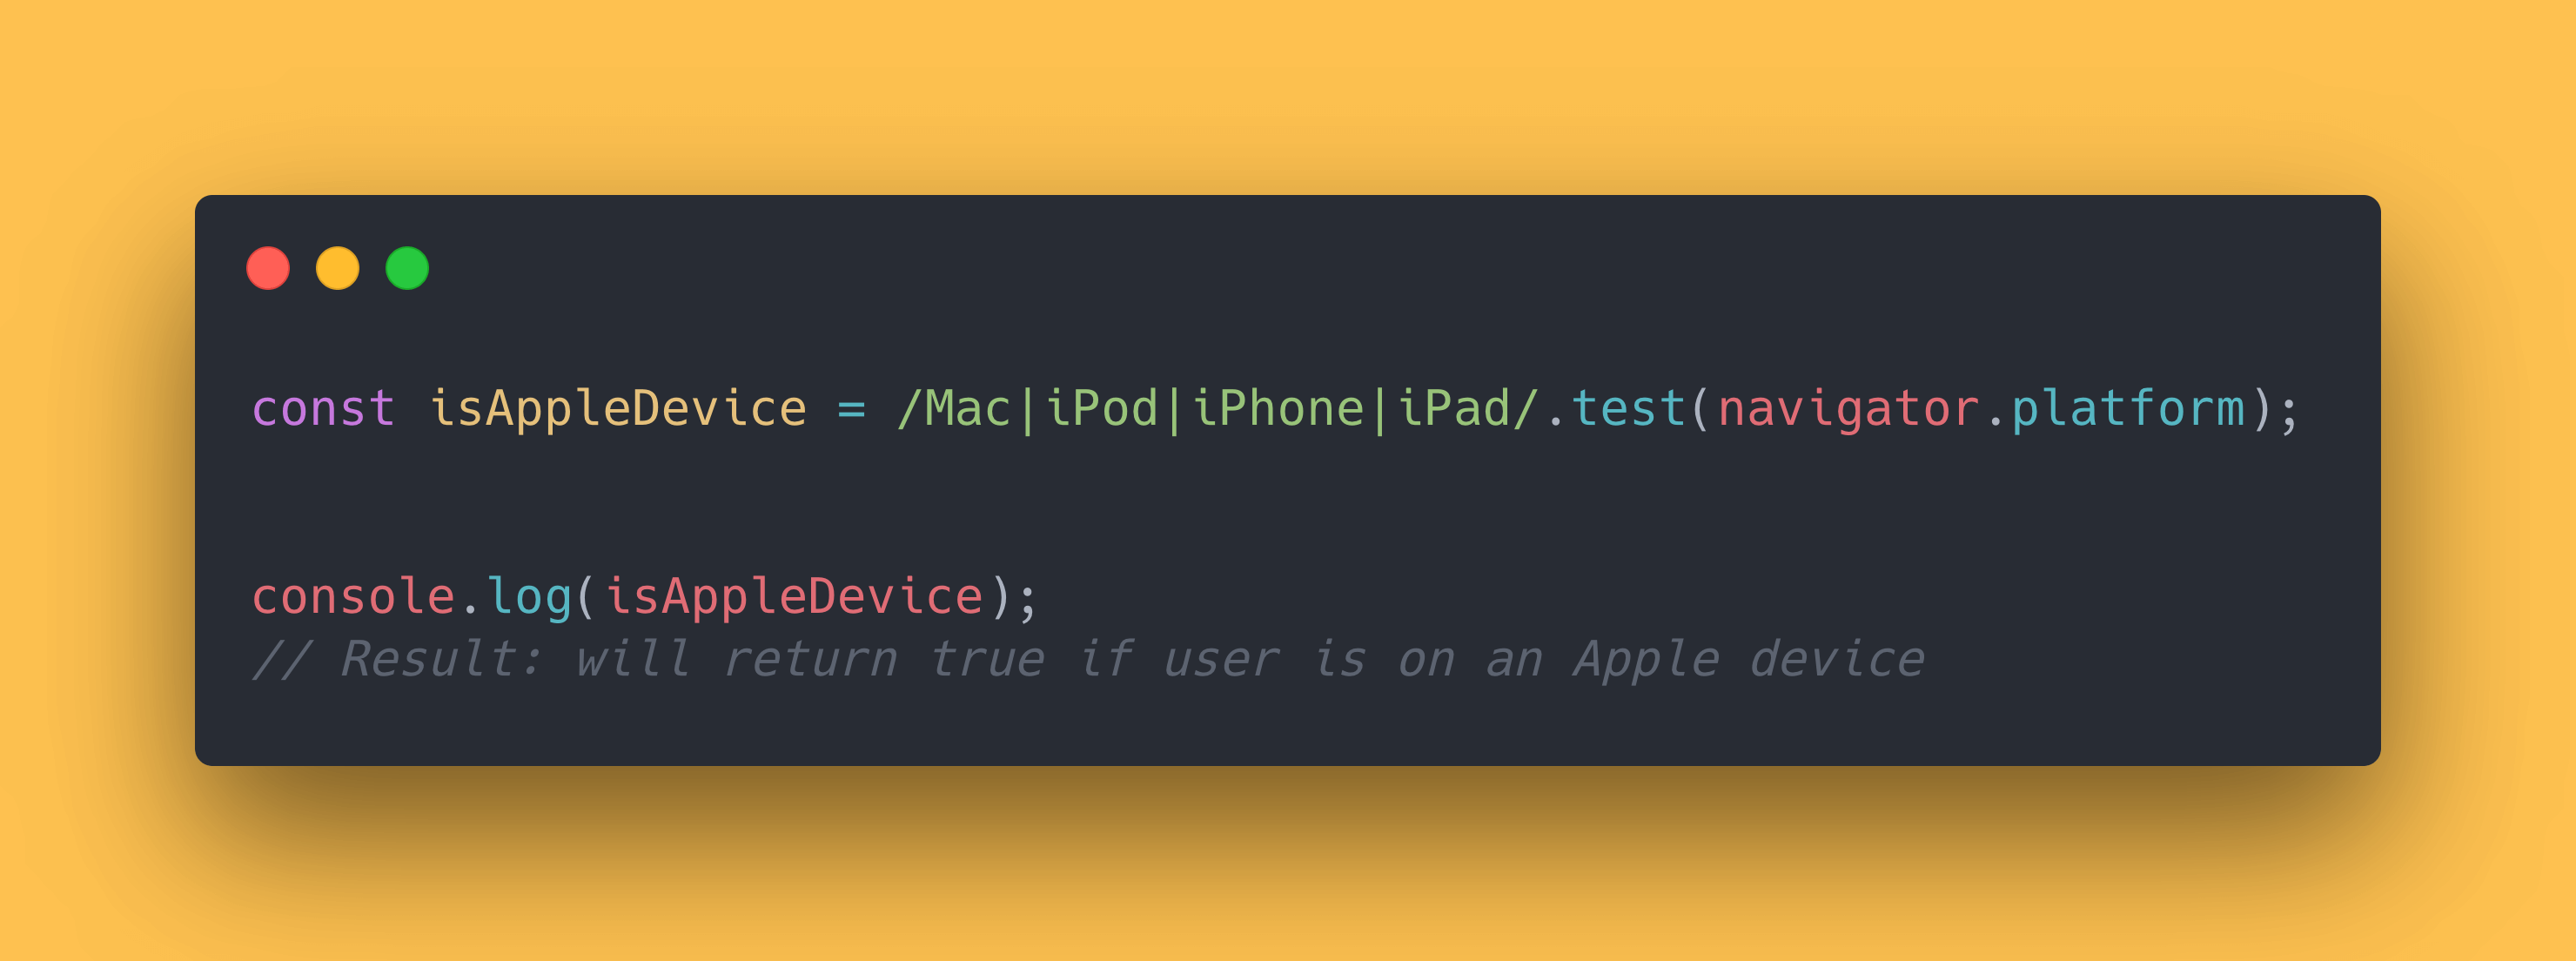 const isAppleDevice = /Mac|iPod|iPhone|iPad/.test(navigator.platform);
console.log(isAppleDevice);
// Result: will return true if user is on an Apple device